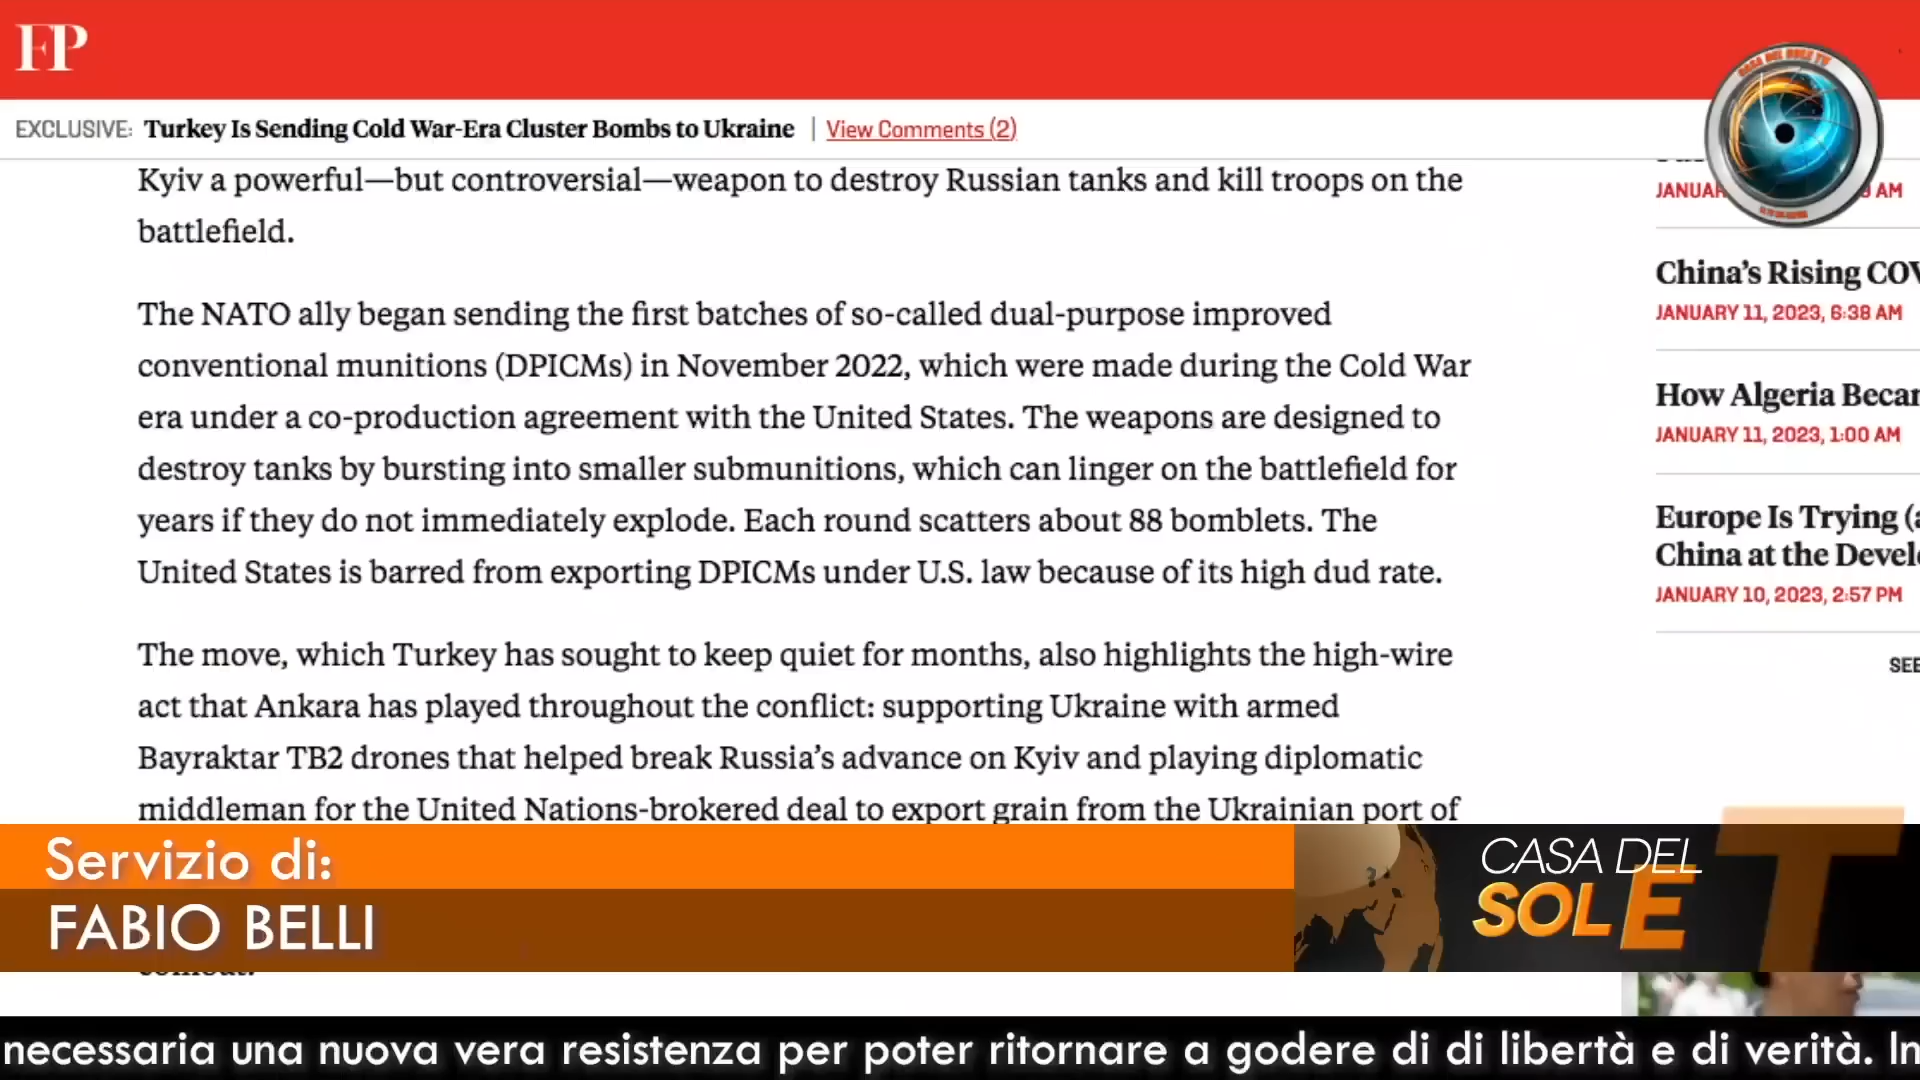 FP
EXCLUSIVE: Turkey Is Sending Cold War-Era Cluster Bombs to Ukraine | View Comments (2)
CASA DEL SOLE TV
Kyiv a powerful—but controversial—weapon to destroy Russian tanks and kill troops on the
battlefield.
The NATO ally began sending the first batches of so-called dual-purpose improved
conventional munitions (DPICMs) in November 2022, which were made during the Cold War
era under a co-production agreement with the United States. The weapons are designed to
destroy tanks by bursting into smaller submunitions, which can linger on the battlefield for
years if they do not immediately explode. Each round scatters about 88 bomblets. The
United States is barred from exporting DPICMs under U.S. law because of its high dud rate.
The move, which Turkey has sought to keep quiet for months, also highlights the high-wire
act that Ankara has played throughout the conflict: supporting Ukraine with armed
Bayraktar TB2 drones that helped break Russia's advance on Kyiv and playing diplomatic
middleman for the United Nations-brokered deal to export grain from the Ukrainian port of
JANUAR AM
China's Rising COV
JANUARY 11, 2023, 6:38 AM
How Algeria Becam
JANUARY 11, 2023, 1:00 AM
Europe Is Trying (a
China at the Devel
JANUARY 10, 2023, 2:57 PM
SEE
Servizio di:
FABIO BELLI
CASA DEL
SOLE T
necessaria una nuova vera resistenza per poter ritornare a godere di di libertà e di verità. In